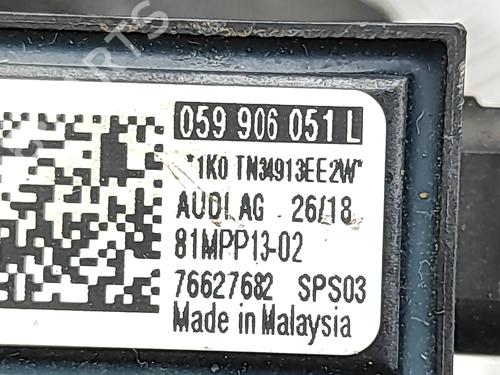 059 906 051 L
*1K0 TN34913EE2W*
AUDI AG 26/18
81MPP13-02
76627682 SPS03
Made in Malaysia